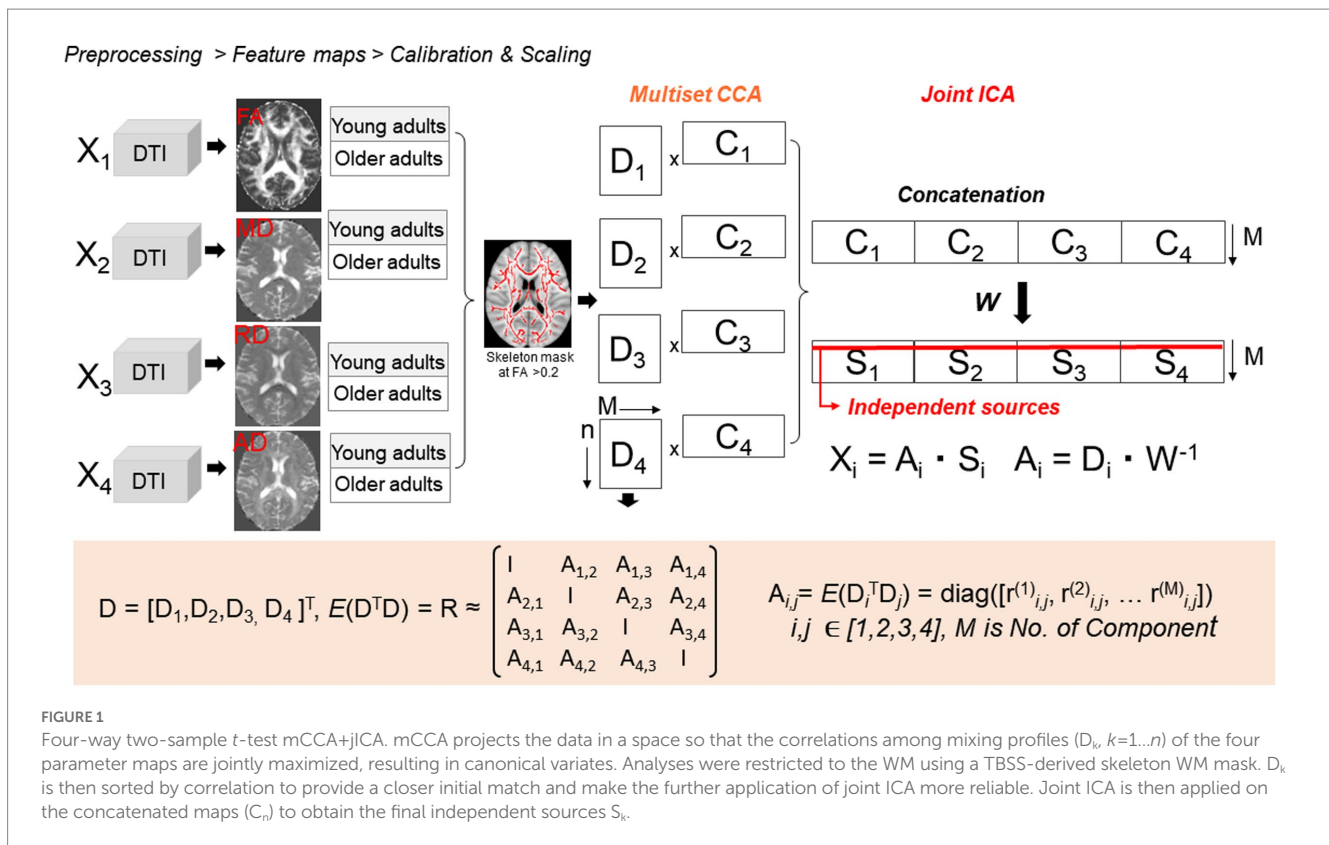 Preprocessing > Feature maps > Calibration & Scaling
Multiset CCA
Joint ICA
X₁ DTI FA Young adults
Older adults
X₂ DTI MD Young adults
Older adults
X₃ DTI RD Young adults
Older adults
X₄ DTI AD Young adults
Older adults
Skeleton mask
at FA >0.2
D₁ x C₁
D₂ x C₂
D₃ x C₃
M
n
D₄ x C₄
Concatenation
C₁ C₂ C₃ C₄ M
W
S₁ S₂ S₃ S₄ M
Independent sources
Xᵢ = Aᵢ · Sᵢ Aᵢ = Dᵢ · W⁻¹
D = [D₁,D₂,D₃, D₄ ]ᵀ, E(DᵀD) = R ≈
I A₁,₂ A₁,₃ A₁,₄
A₂,₁ I A₂,₃ A₂,₄
A₃,₁ A₃,₂ I A₃,₄
A₄,₁ A₄,₂ A₄,₃ I
Aᵢ,ⱼ = E(DᵢᵀDⱼ) = diag([r⁽¹⁾ᵢ,ⱼ, r⁽²⁾ᵢ,ⱼ, … r⁽ᴹ⁾ᵢ,ⱼ])
i,j ∈ [1,2,3,4], M is No. of Component
FIGURE 1
Four-way two-sample t-test mCCA+jICA. mCCA projects the data in a space so that the correlations among mixing profiles (Dₖ, k=1...n) of the four
parameter maps are jointly maximized, resulting in canonical variates. Analyses were restricted to the WM using a TBSS-derived skeleton WM mask. Dₖ
is then sorted by correlation to provide a closer initial match and make the further application of joint ICA more reliable. Joint ICA is then applied on
the concatenated maps (Cₙ) to obtain the final independent sources Sₖ.